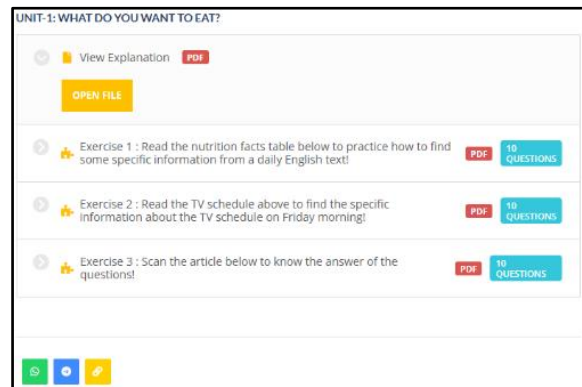 UNIT-1: WHAT DO YOU WANT TO EAT?
View Explanation PDF
OPEN FILE
Exercise 1 : Read the nutrition facts table below to practice how to find
some specific information from a daily English text!
PDF
10
QUESTIONS
Exercise 2 : Read the TV schedule above to find the specific
information about the TV schedule on Friday morning!
PDF
10
QUESTIONS
Exercise 3 : Scan the article below to know the answer of the
questions!
PDF
10
QUESTIONS